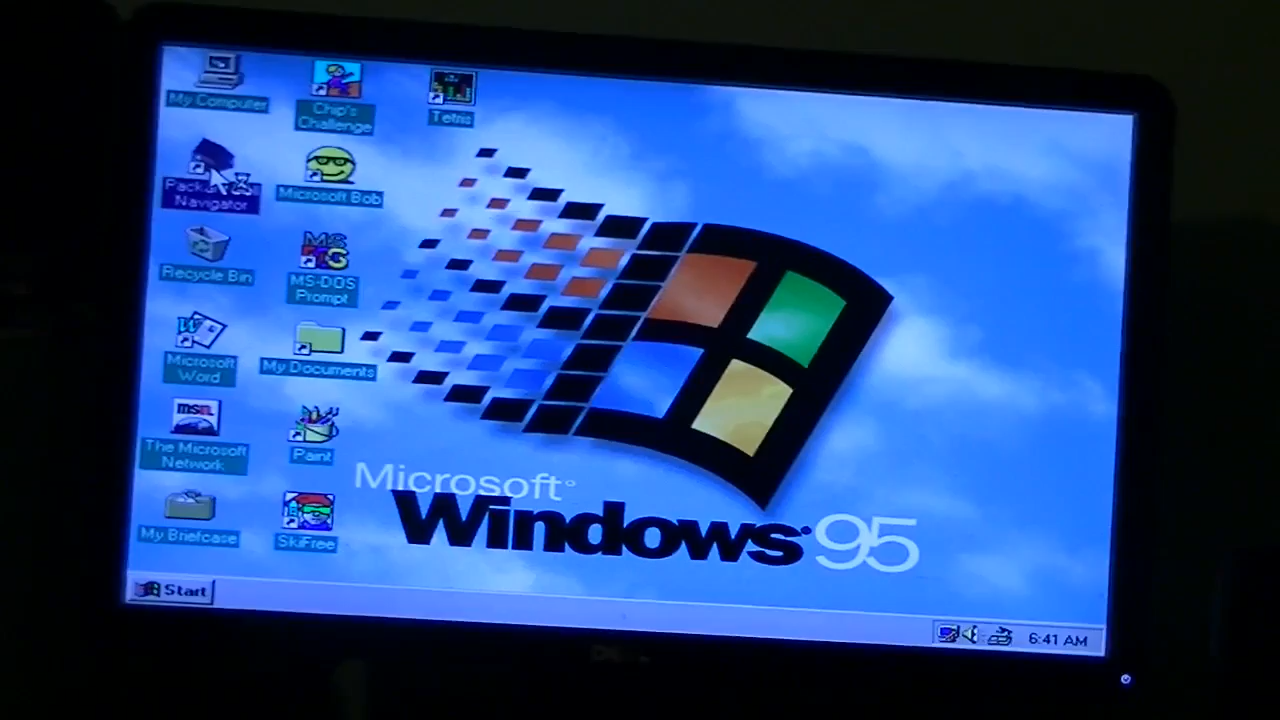 My Computer
Chip's
Challenge
Tetris
Navigator
Microsoft Bob
Recycle Bin
MS-DOS
Prompt
Microsoft
Word
My Documents
msn
The Microsoft
Network
Paint
My Briefcase
SkiFree
Microsoft
Windows 95
Start
6:41 AM